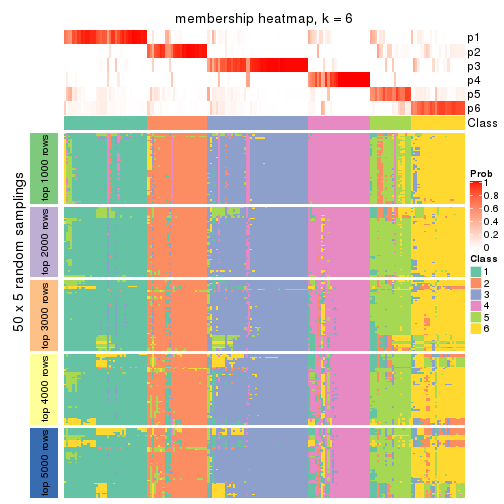 membership heatmap, k = 6
p1
p2
p3
p4
p5
p6
Class
50 x 5 random samplings
top 1000 rows
top 2000 rows
top 3000 rows
top 4000 rows
top 5000 rows
Prob
1
0.8
0.6
0.4
0.2
0
Class
1
2
3
4
5
6